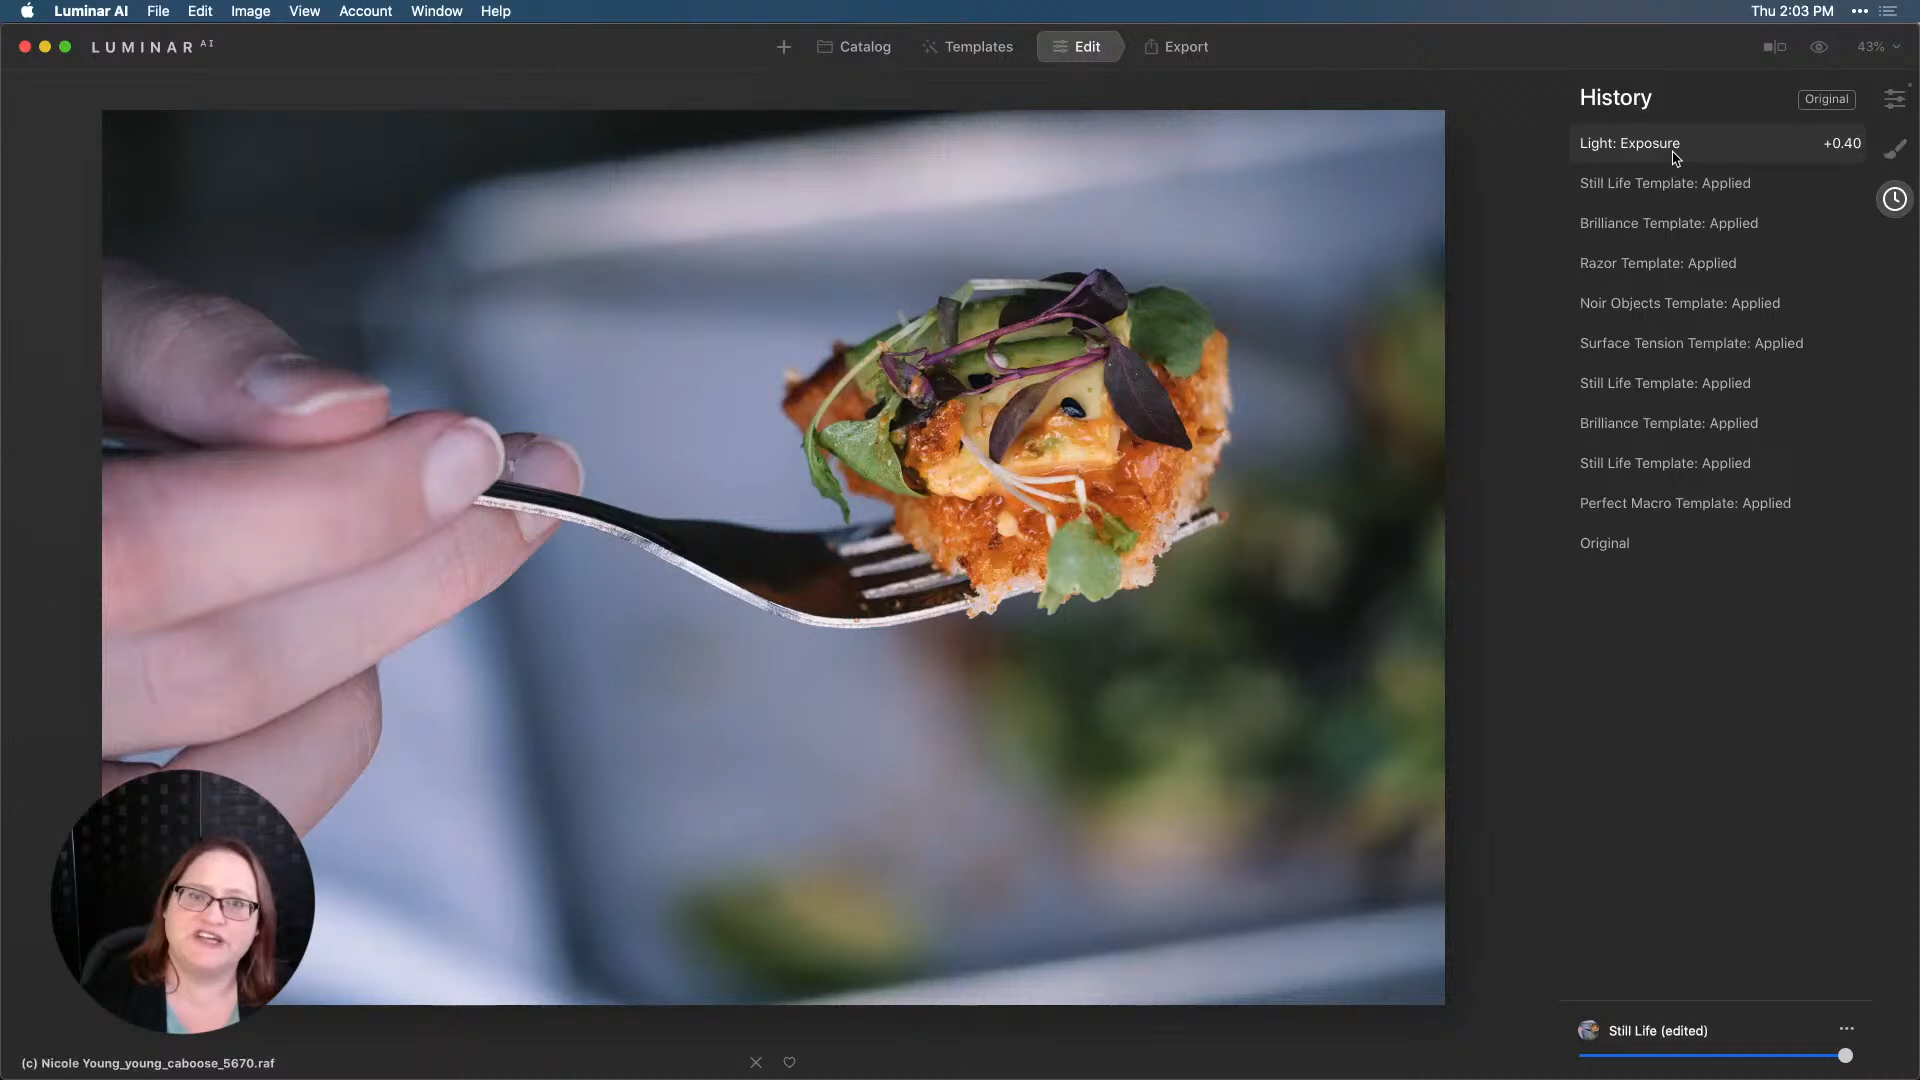 Luminar AI File Edit Image View Account Window Help Thu 2:03 PM
LUMINAR AI Catalog Templates Edit Export 43%
History Original
Light: Exposure +0.40
Still Life Template: Applied
Brilliance Template: Applied
Razor Template: Applied
Noir Objects Template: Applied
Surface Tension Template: Applied
Still Life Template: Applied
Brilliance Template: Applied
Still Life Template: Applied
Perfect Macro Template: Applied
Original
Still Life (edited)
(c) Nicole Young_young_caboose_5670.raf